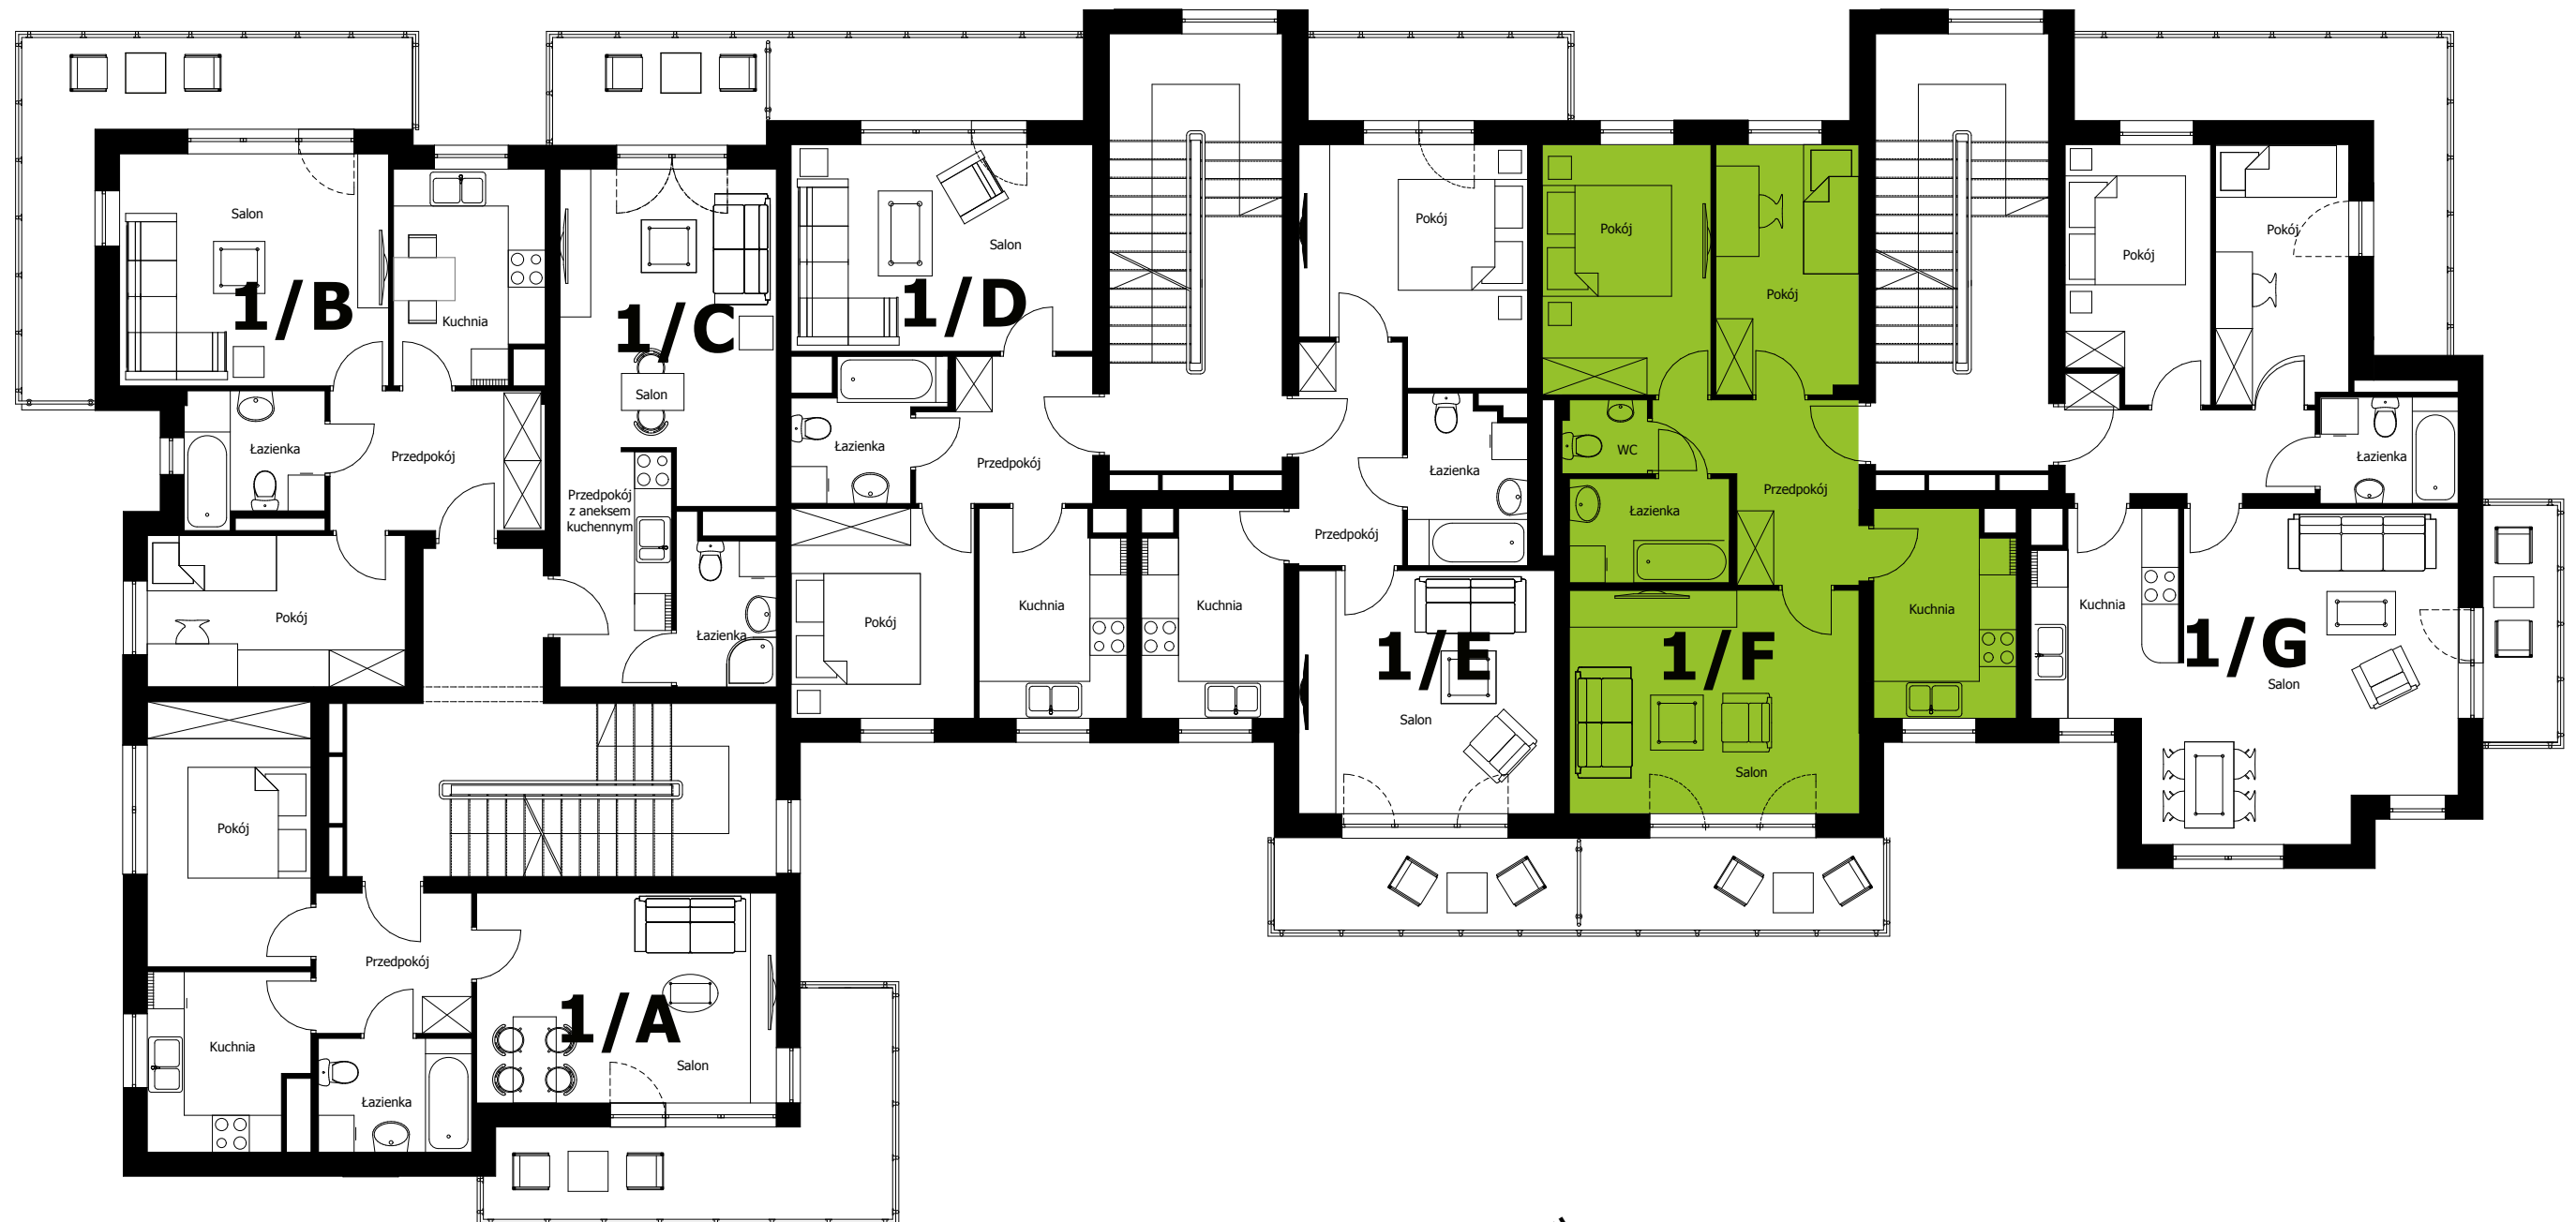 Salon
1/B
Kuchnia
Łazienka
Przedpokój
Pokój
1/C
Salon
Przedpokój
z aneksem
kuchennym
Łazienka
Salon
1/D
Łazienka
Przedpokój
Pokój
Kuchnia
Pokój
Łazienka
Przedpokój
Kuchnia
1/E
Salon
Pokój
Pokój
WC
Łazienka
Przedpokój
Kuchnia
1/F
Salon
Pokój
Pokój
Łazienka
Kuchnia
1/G
Salon
Pokój
Przedpokój
Kuchnia
Łazienka
1/A
Salon